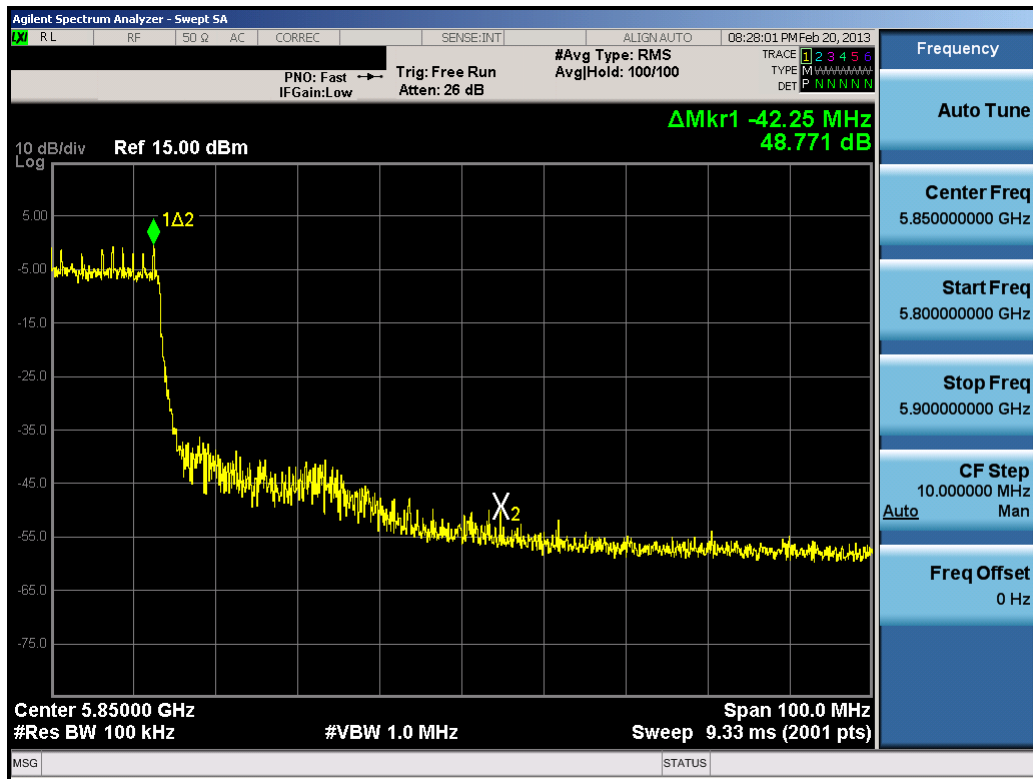 Agilent Spectrum Analyzer - Swept SA
LXI RL RF 50 Ω AC CORREC SENSE:INT ALIGN AUTO 08:28:01 PM Feb 20, 2013
PNO: Fast
IFGain:Low
Trig: Free Run
Atten: 26 dB
#Avg Type: RMS
Avg|Hold: 100/100
TRACE 1 2 3 4 5 6
TYPE M W W W W W
DET P N N N N N
ΔMkr1 -42.25 MHz
48.771 dB
10 dB/div Ref 15.00 dBm
Log
5.00
-5.00
-15.0
-25.0
-35.0
-45.0
-55.0
-65.0
-75.0
1Δ2
X2
Center 5.85000 GHz Span 100.0 MHz
#Res BW 100 kHz #VBW 1.0 MHz Sweep 9.33 ms (2001 pts)
MSG STATUS
Frequency
Auto Tune
Center Freq
5.850000000 GHz
Start Freq
5.800000000 GHz
Stop Freq
5.900000000 GHz
CF Step
10.000000 MHz
Auto Man
Freq Offset
0 Hz